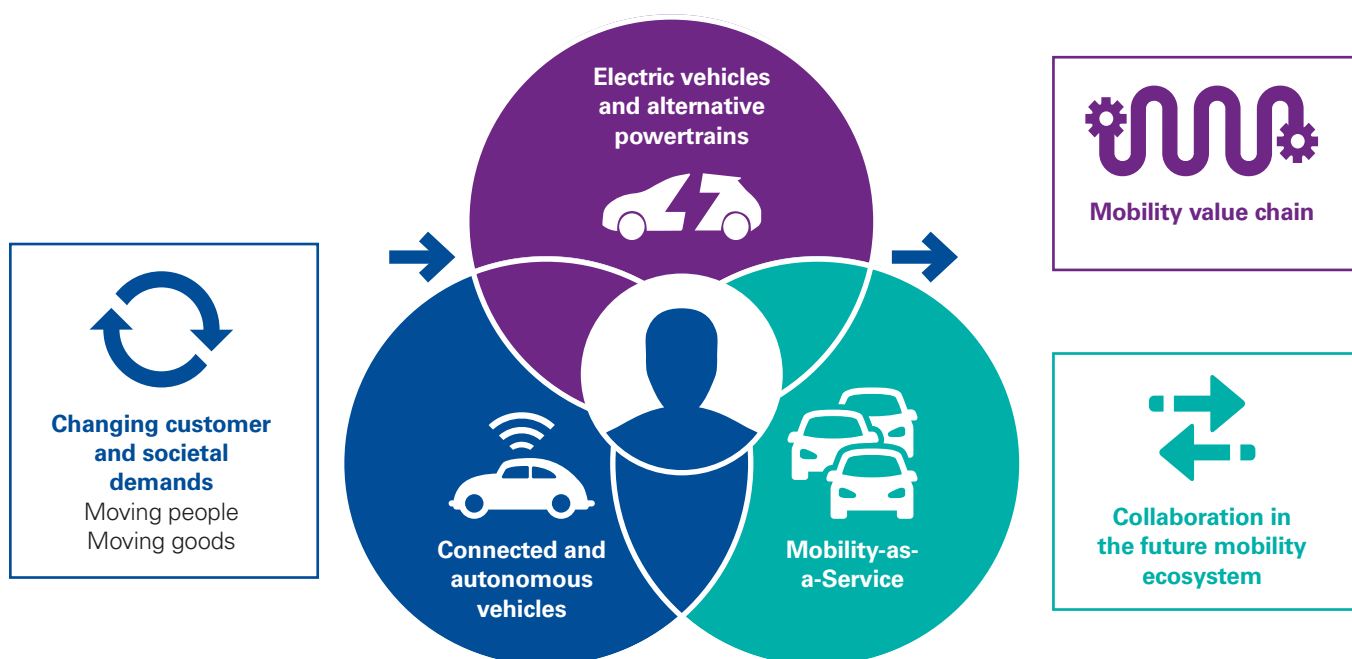 Electric vehicles
and alternative
powertrains
Mobility value chain
Changing customer
and societal
demands
Moving people
Moving goods
Connected and
autonomous
vehicles
Mobility-as-
a-Service
Collaboration in
the future mobility
ecosystem